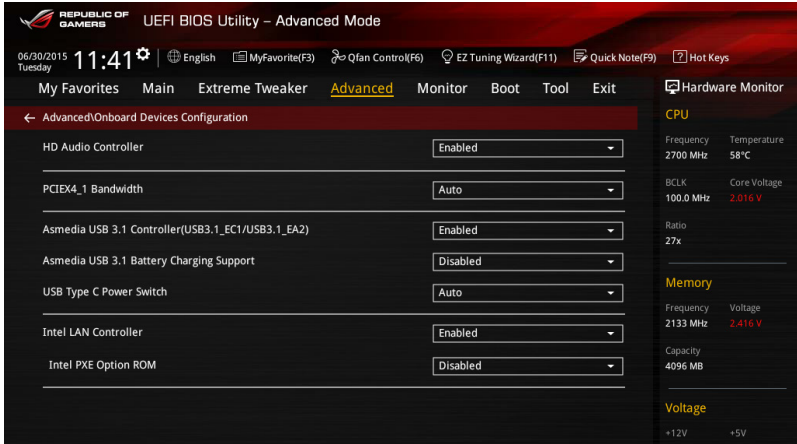 REPUBLIC OF
GAMERS
UEFI BIOS Utility – Advanced Mode
06/30/2015
Tuesday
11:41
English
MyFavorite(F3)
Qfan Control(F6)
EZ Tuning Wizard(F11)
Quick Note(F9)
? Hot Keys
My Favorites Main Extreme Tweaker Advanced Monitor Boot Tool Exit
Advanced\Onboard Devices Configuration
HD Audio Controller Enabled
PCIEX4_1 Bandwidth Auto
Asmedia USB 3.1 Controller(USB3.1_EC1/USB3.1_EA2) Enabled
Asmedia USB 3.1 Battery Charging Support Disabled
USB Type C Power Switch Auto
Intel LAN Controller Enabled
Intel PXE Option ROM Disabled
Hardware Monitor
CPU
Frequency Temperature
2700 MHz 58°C
BCLK Core Voltage
100.0 MHz 2.016 V
Ratio
27x
Memory
Frequency Voltage
2133 MHz 2.416 V
Capacity
4096 MB
Voltage
+12V +5V